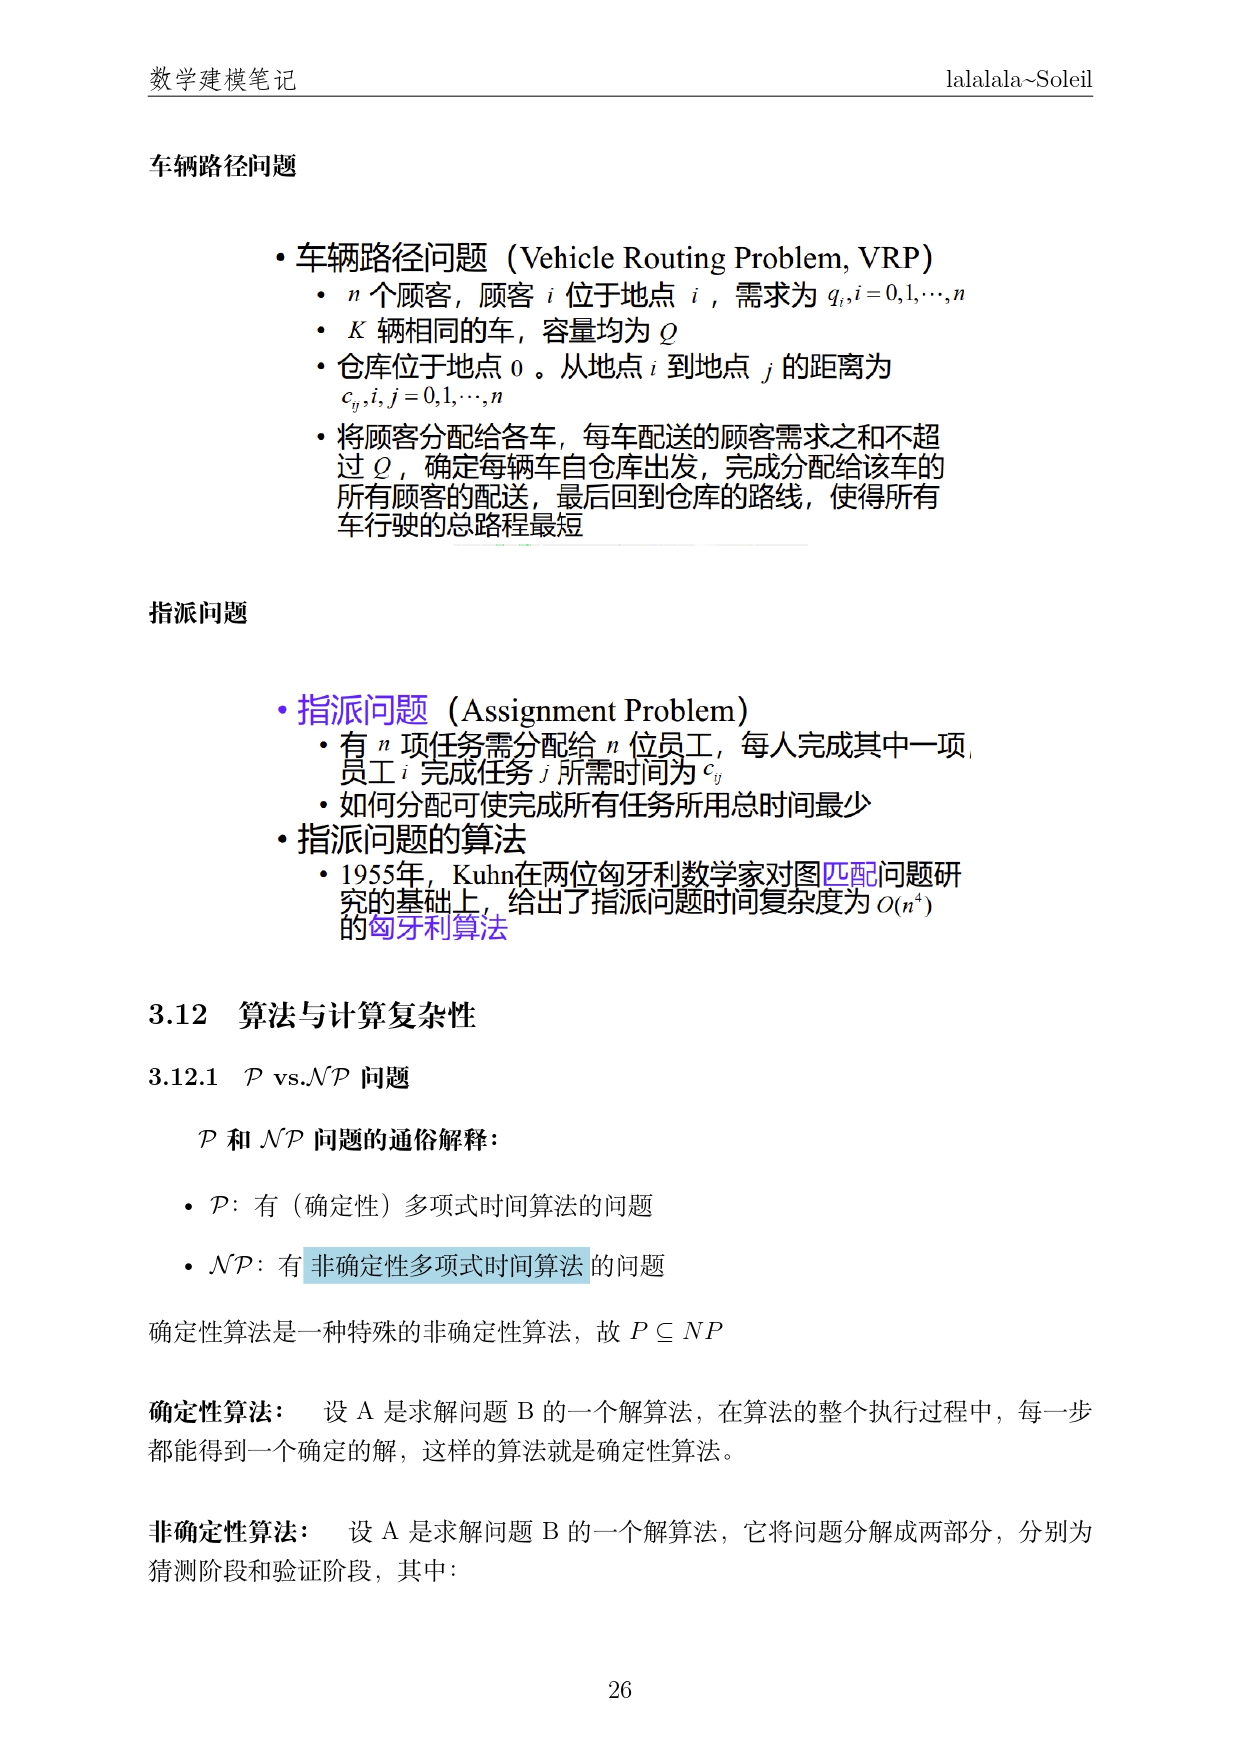 数学建模笔记 lalalala~Soleil
车辆路径问题
• 车辆路径问题（Vehicle Routing Problem, VRP）
• n 个顾客，顾客 i 位于地点 i ，需求为 q_i, i = 0,1,⋯,n
• K 辆相同的车，容量均为 Q
• 仓库位于地点 0 。从地点 i 到地点 j 的距离为
c_ij, i, j = 0,1,⋯,n
• 将顾客分配给各车，每车配送的顾客需求之和不超
过 Q ，确定每辆车自仓库出发，完成分配给该车的
所有顾客的配送，最后回到仓库的路线，使得所有
车行驶的总路程最短
指派问题
• 指派问题（Assignment Problem）
• 有 n 项任务需分配给 n 位员工，每人完成其中一项，
员工 i 完成任务 j 所需时间为 c_ij
• 如何分配可使完成所有任务所用总时间最少
• 指派问题的算法
• 1955年，Kuhn在两位匈牙利数学家对图匹配问题研
究的基础上，给出了指派问题时间复杂度为 O(n⁴)
的匈牙利算法
3.12 算法与计算复杂性
3.12.1 𝒫 vs.𝒩𝒫 问题
𝒫 和 𝒩𝒫 问题的通俗解释：
• 𝒫：有（确定性）多项式时间算法的问题
• 𝒩𝒫：有 非确定性多项式时间算法 的问题
确定性算法是一种特殊的非确定性算法，故 P ⊆ NP
确定性算法： 设 A 是求解问题 B 的一个解算法，在算法的整个执行过程中，每一步
都能得到一个确定的解，这样的算法就是确定性算法。
非确定性算法： 设 A 是求解问题 B 的一个解算法，它将问题分解成两部分，分别为
猜测阶段和验证阶段，其中：
26